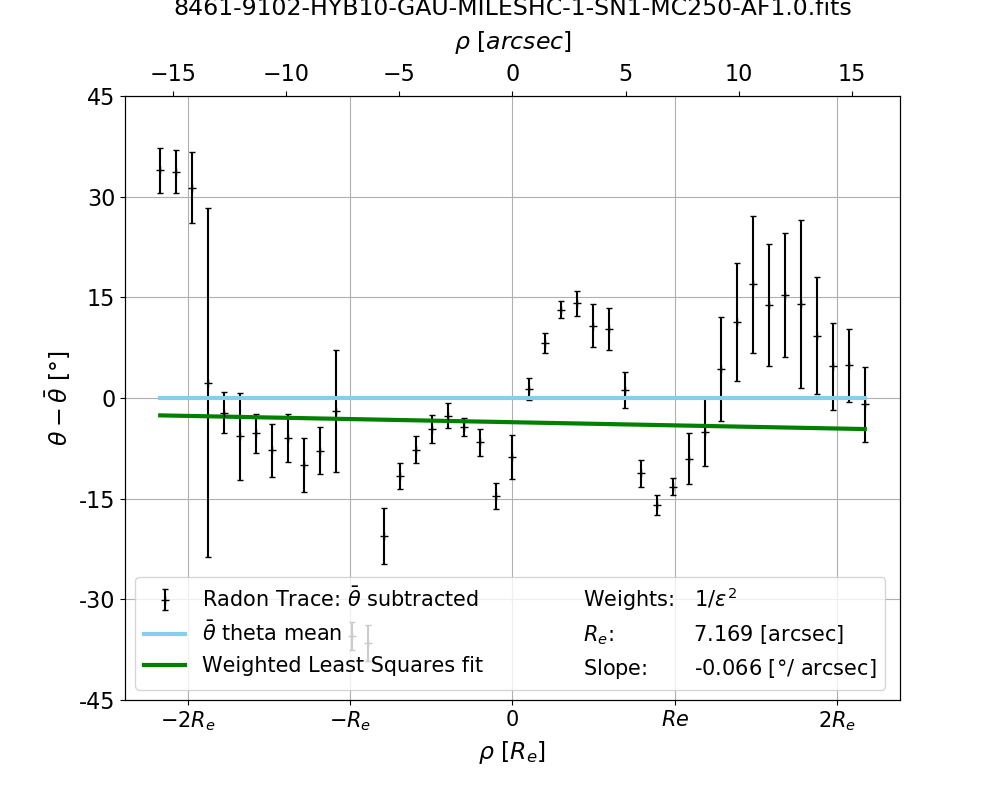 8461-9102-HYB10-GAU-MILESHC-1-SN1-MC250-AF1.0.fits
ρ [arcsec]
−15 −10 −5 0 5 10 15
45
30
15
0
-15
-30
-45
θ − θ̄ [°]
Radon Trace: θ̄ subtracted
θ̄ theta mean
Weighted Least Squares fit
Weights: 1/ε²
Rₑ: 7.169 [arcsec]
Slope: -0.066 [°/ arcsec]
−2Rₑ −Rₑ 0 Re 2Rₑ
ρ [Rₑ]